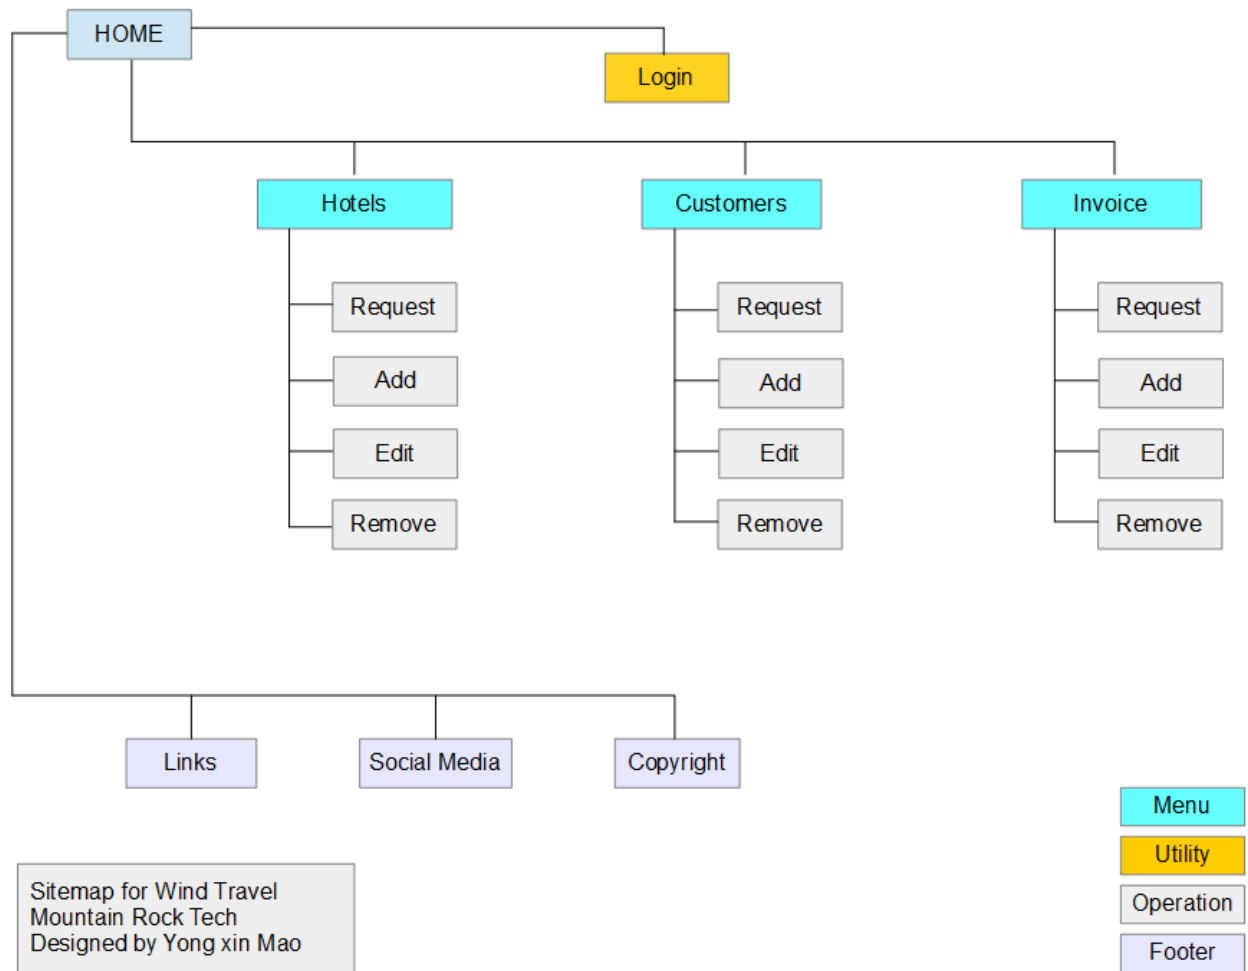 HOME
Login
Hotels
Customers
Invoice
Request
Request
Request
Add
Add
Add
Edit
Edit
Edit
Remove
Remove
Remove
Links
Social Media
Copyright
Menu
Utility
Operation
Footer
Sitemap for Wind Travel
Mountain Rock Tech
Designed by Yong xin Mao